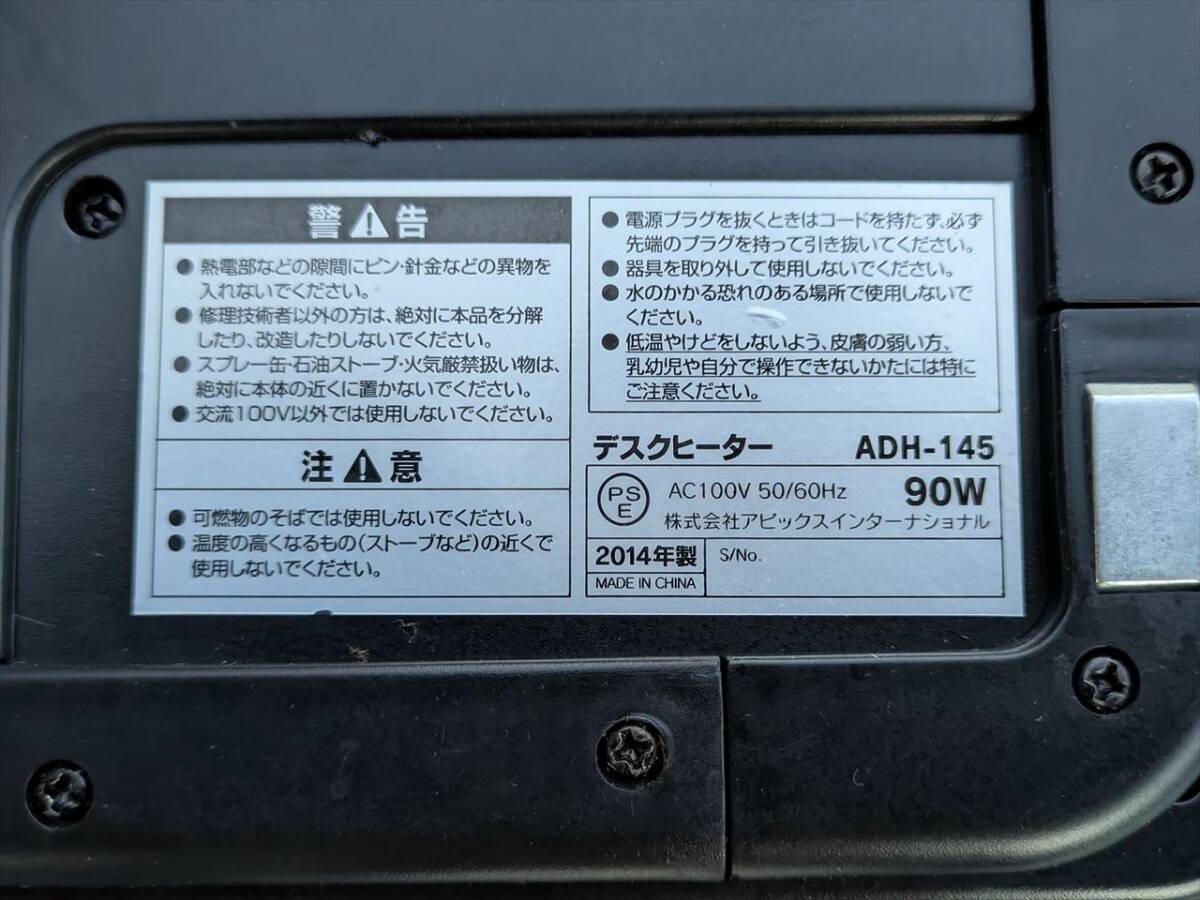 警告
● 熱電部などの隙間にピン・針金などの異物を
入れないでください。
● 修理技術者以外の方は、絶対に本品を分解
したり、改造したりしないでください。
● スプレー缶・石油ストーブ・火気厳禁扱い物は、
絶対に本体の近くに置かないでください。
● 交流100V以外では使用しないでください。
注意
● 可燃物のそばでは使用しないでください。
● 温度の高くなるもの(ストーブなど)の近くで
使用しないでください。
● 電源プラグを抜くときはコードを持たず、必ず
先端のプラグを持って引き抜いてください。
● 器具を取り外して使用しないでください。
● 水のかかる恐れのある場所で使用しないで
ください。
● 低温やけどをしないよう、皮膚の弱い方、
乳幼児や自分で操作できないかたには特に
ご注意ください。
デスクヒーター ADH-145
PSE AC100V 50/60Hz 90W
株式会社アピックスインターナショナル
2014年製 S/No.
MADE IN CHINA